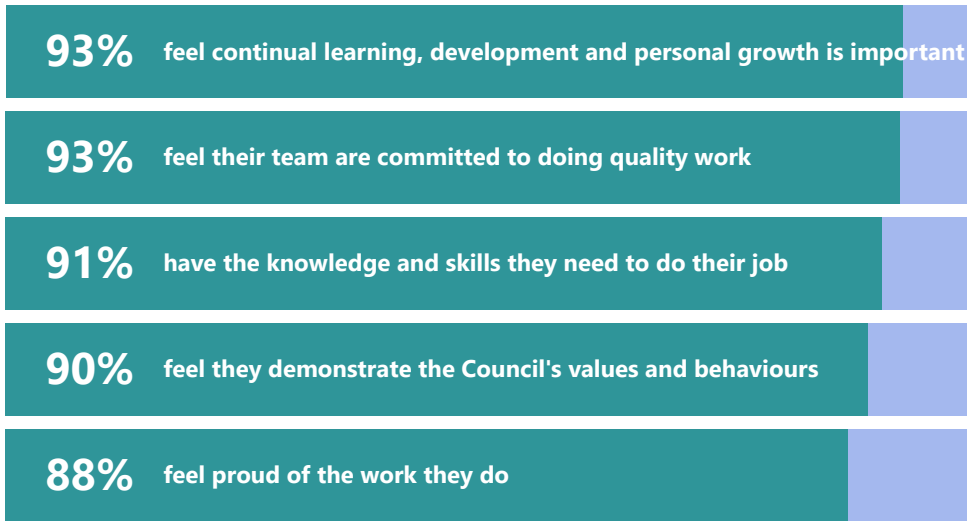 93% feel continual learning, development and personal growth is important
93% feel their team are committed to doing quality work
91% have the knowledge and skills they need to do their job
90% feel they demonstrate the Council's values and behaviours
88% feel proud of the work they do